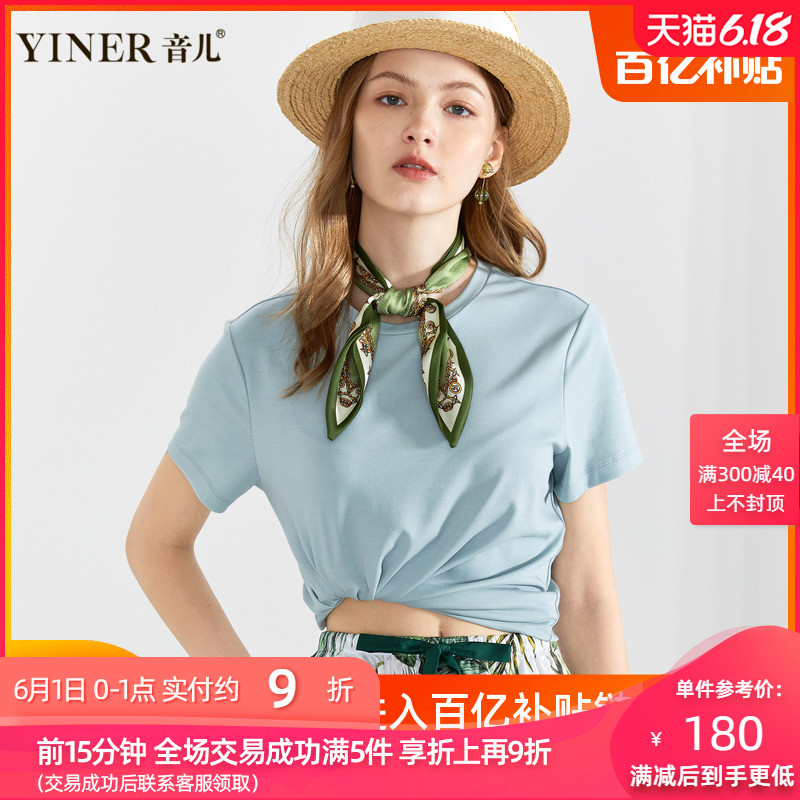 YINER 音儿®
天猫6.18
百亿补贴
全场
满300减40
上不封顶
6月1日 0-1点 实付约 9 折
入百亿补贴
单件参考价:
¥ 180
满减后到手更低
前15分钟 全场交易成功满5件 享折上再9折
(交易成功后联系客服领取)